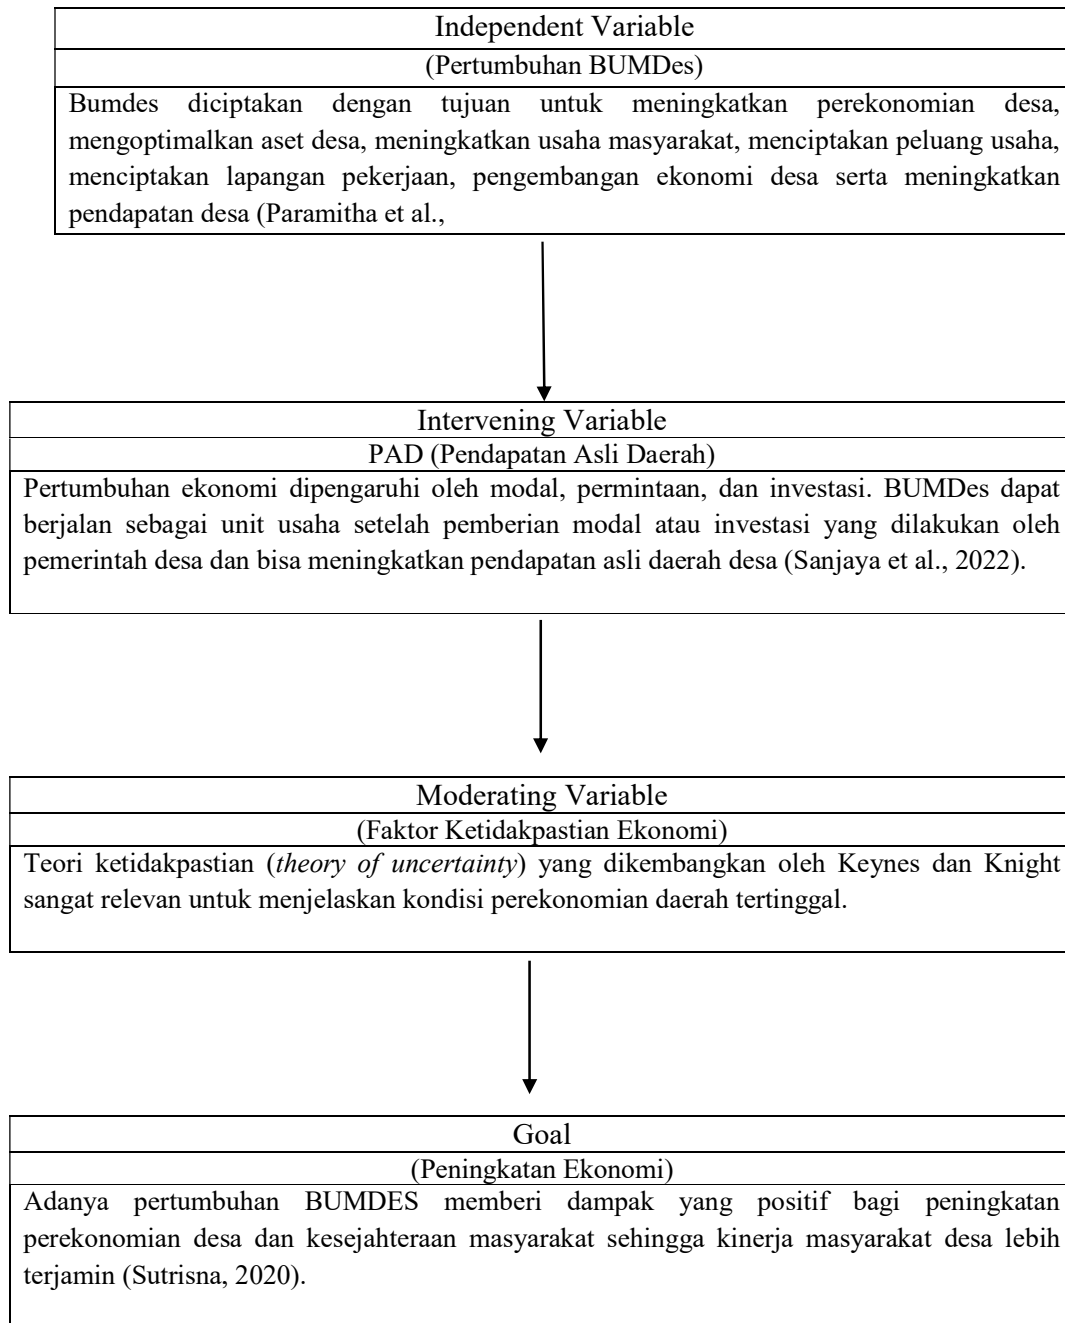 Independent Variable
(Pertumbuhan BUMDes)
Bumdes diciptakan dengan tujuan untuk meningkatkan perekonomian desa,
mengoptimalkan aset desa, meningkatkan usaha masyarakat, menciptakan peluang usaha,
menciptakan lapangan pekerjaan, pengembangan ekonomi desa serta meningkatkan
pendapatan desa (Paramitha et al.,
Intervening Variable
PAD (Pendapatan Asli Daerah)
Pertumbuhan ekonomi dipengaruhi oleh modal, permintaan, dan investasi. BUMDes dapat
berjalan sebagai unit usaha setelah pemberian modal atau investasi yang dilakukan oleh
pemerintah desa dan bisa meningkatkan pendapatan asli daerah desa (Sanjaya et al., 2022).
Moderating Variable
(Faktor Ketidakpastian Ekonomi)
Teori ketidakpastian (theory of uncertainty) yang dikembangkan oleh Keynes dan Knight
sangat relevan untuk menjelaskan kondisi perekonomian daerah tertinggal.
Goal
(Peningkatan Ekonomi)
Adanya pertumbuhan BUMDES memberi dampak yang positif bagi peningkatan
perekonomian desa dan kesejahteraan masyarakat sehingga kinerja masyarakat desa lebih
terjamin (Sutrisna, 2020).